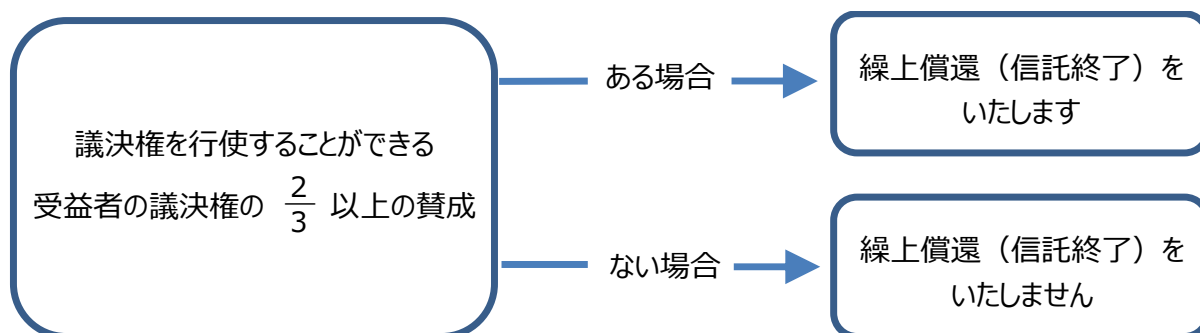 議決権を行使することができる
受益者の議決権の 2/3 以上の賛成
ある場合
繰上償還（信託終了）を
いたします
ない場合
繰上償還（信託終了）を
いたしません